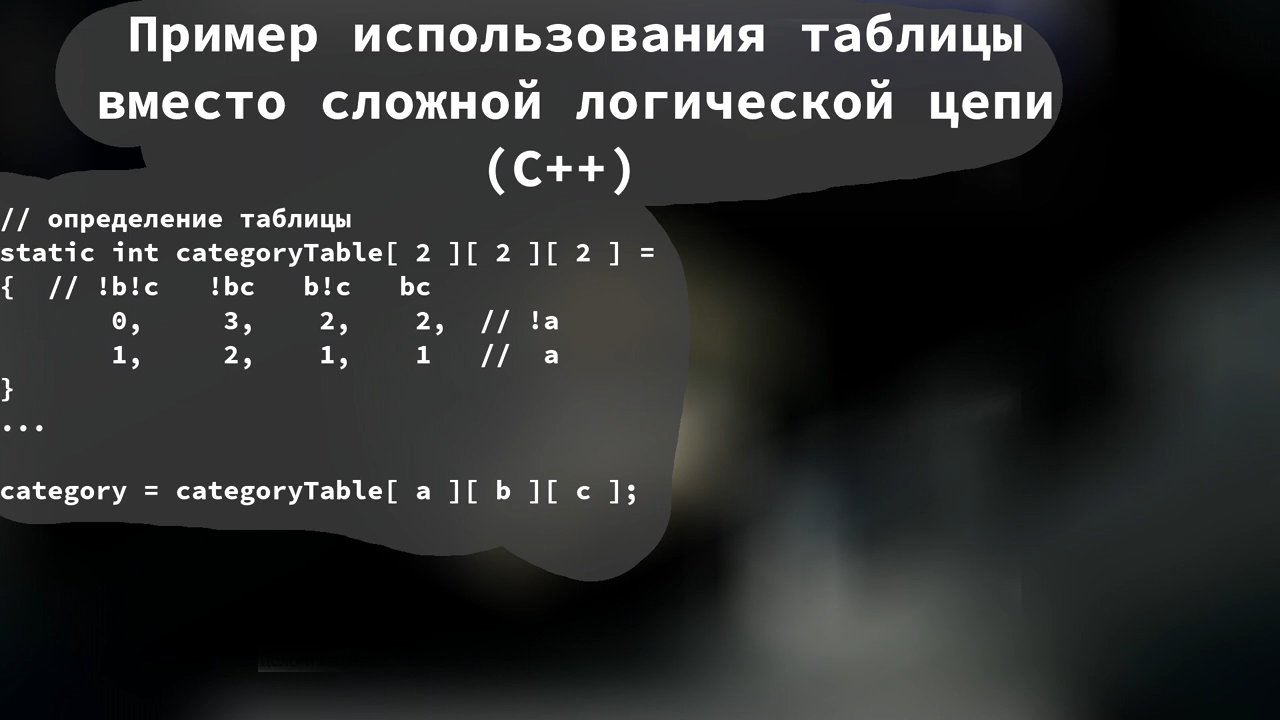 Пример использования таблицы
вместо сложной логической цепи
(C++)
// определение таблицы
static int categoryTable[ 2 ][ 2 ][ 2 ] =
{  // !b!c   !bc   b!c   bc
       0,     3,    2,    2,  // !a
       1,     2,    1,    1   //  a
}
...
category = categoryTable[ a ][ b ][ c ];